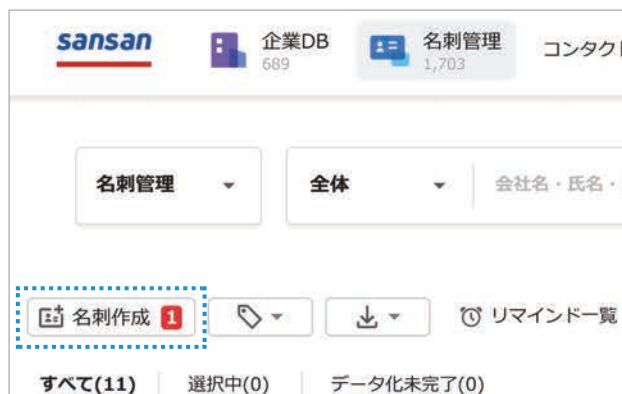 sansan
企業DB
689
名刺管理
1,703
コンタクト
名刺管理
全体
会社名・氏名・
名刺作成 1
リマインド一覧
すべて(11) 選択中(0) データ化未完了(0)